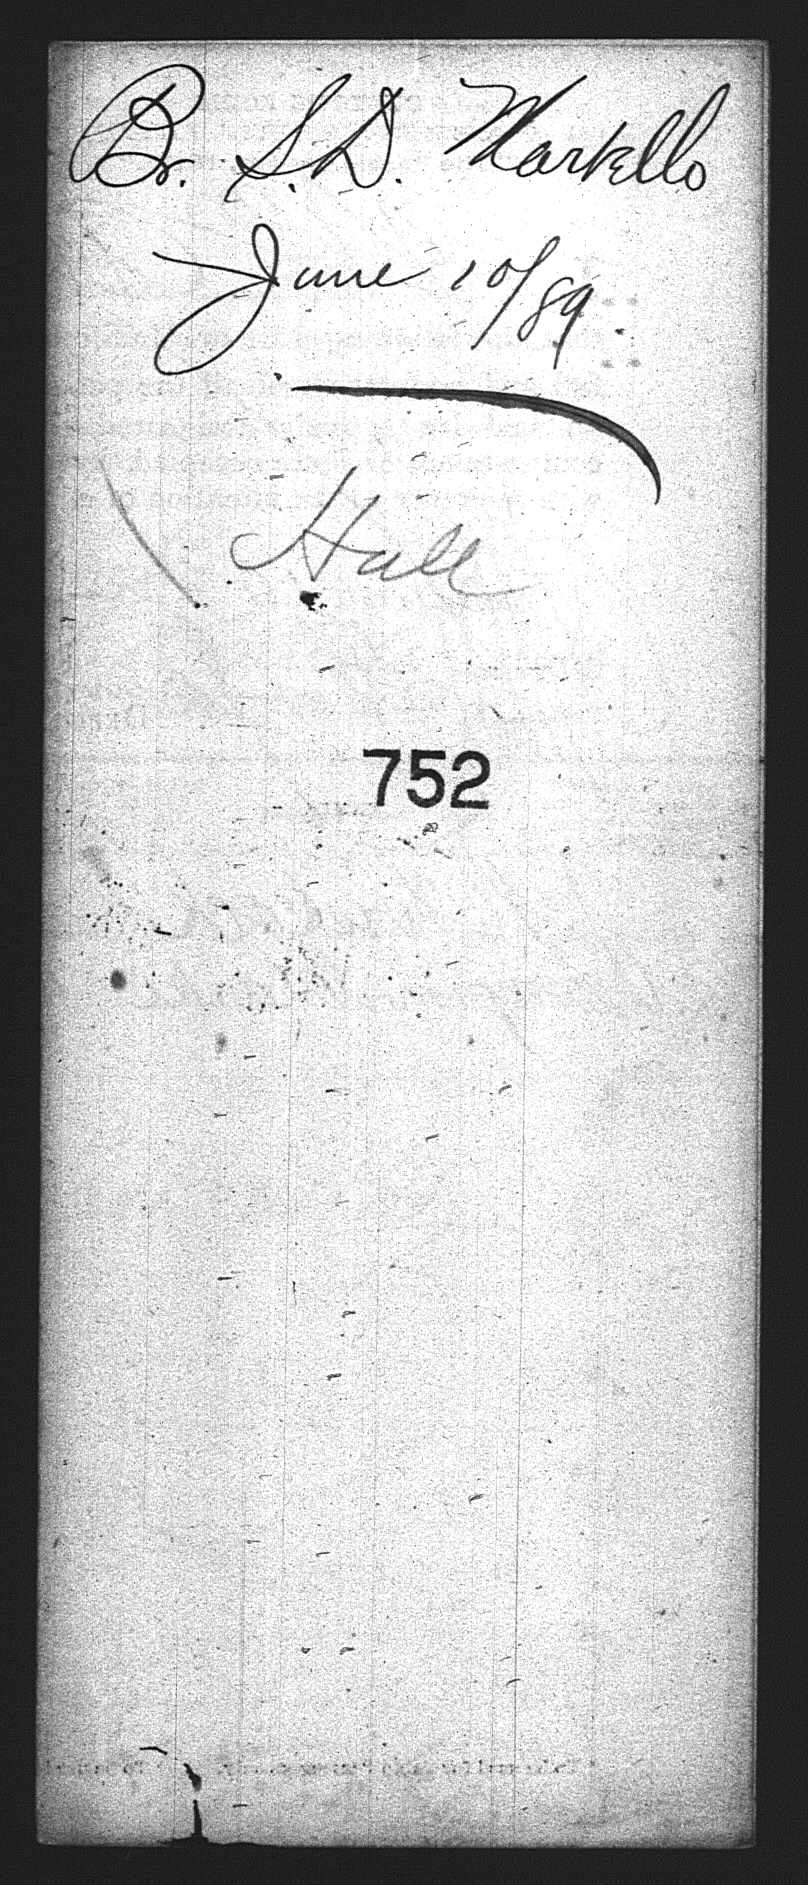 Br. S. D. Markello
June 10/89.
Hall
752